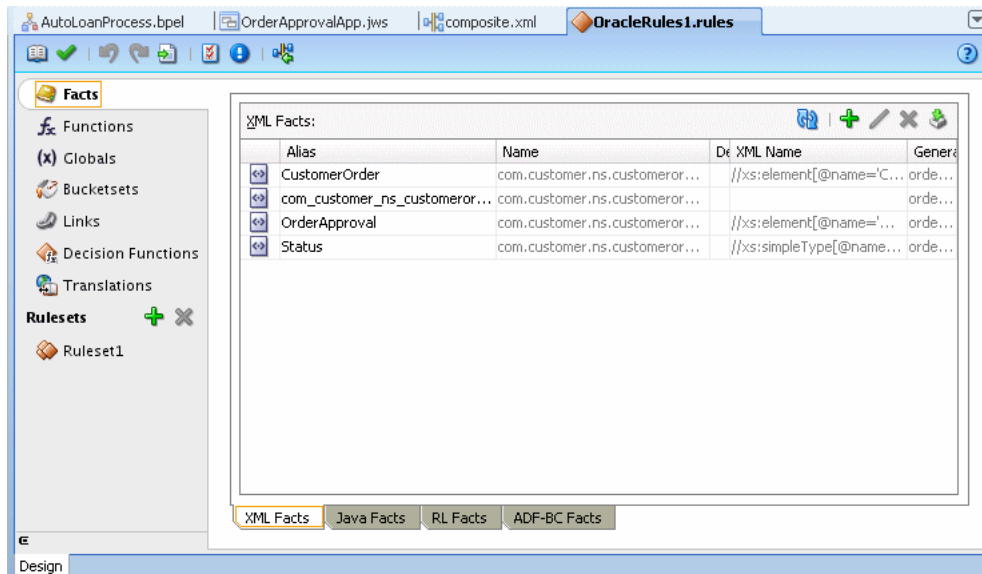 AutoLoanProcess.bpel OrderApprovalApp.jws composite.xml OracleRules1.rules
Facts
Functions
(x) Globals
Bucketsets
Links
Decision Functions
Translations
Rulesets
Ruleset1
XML Facts:
Alias Name De XML Name Genera
CustomerOrder com.customer.ns.customeror... //xs:element[@name='C... orde...
com_customer_ns_customeror... com.customer.ns.customeror... orde...
OrderApproval com.customer.ns.customeror... //xs:element[@name='... orde...
Status com.customer.ns.customeror... //xs:simpleType[@name... orde...
XML Facts Java Facts RL Facts ADF-BC Facts
Design